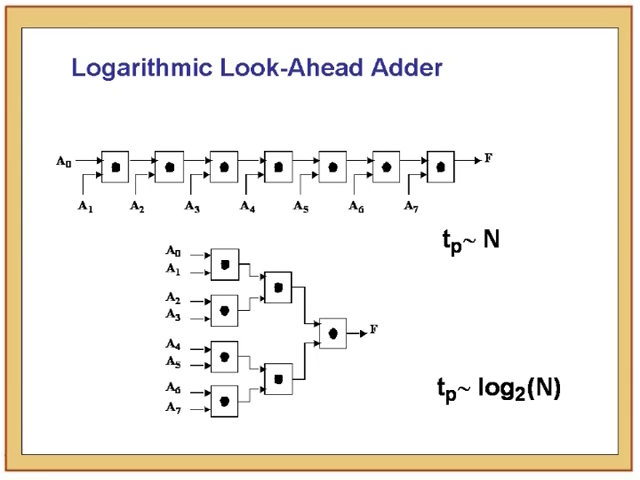 Logarithmic Look-Ahead Adder
A0 F
A1 A2 A3 A4 A5 A6 A7
tp~ N
A0
A1
A2
A3
F
A4
A5
A6
A7
tp~ log2(N)